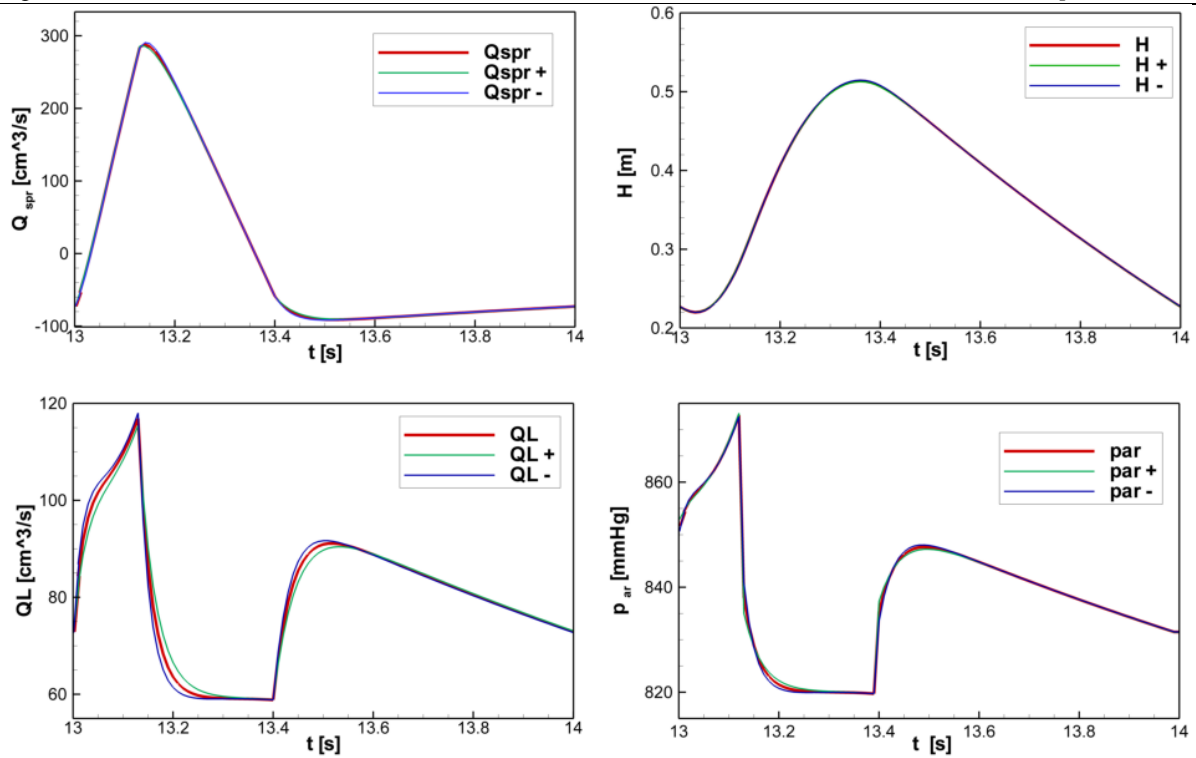 300
200
100
0
-100
Q spr [cm^3/s]
Qspr
Qspr +
Qspr -
13 13.2 13.4 13.6 13.8 14
t [s]
0.6
0.5
0.4
0.3
0.2
H [m]
H
H +
H -
13 13.2 13.4 13.6 13.8 14
t [s]
120
100
80
60
QL [cm^3/s]
QL
QL +
QL -
13 13.2 13.4 13.6 13.8 14
t [s]
860
840
820
p ar [mmHg]
par
par +
par -
13 13.2 13.4 13.6 13.8 14
t [s]